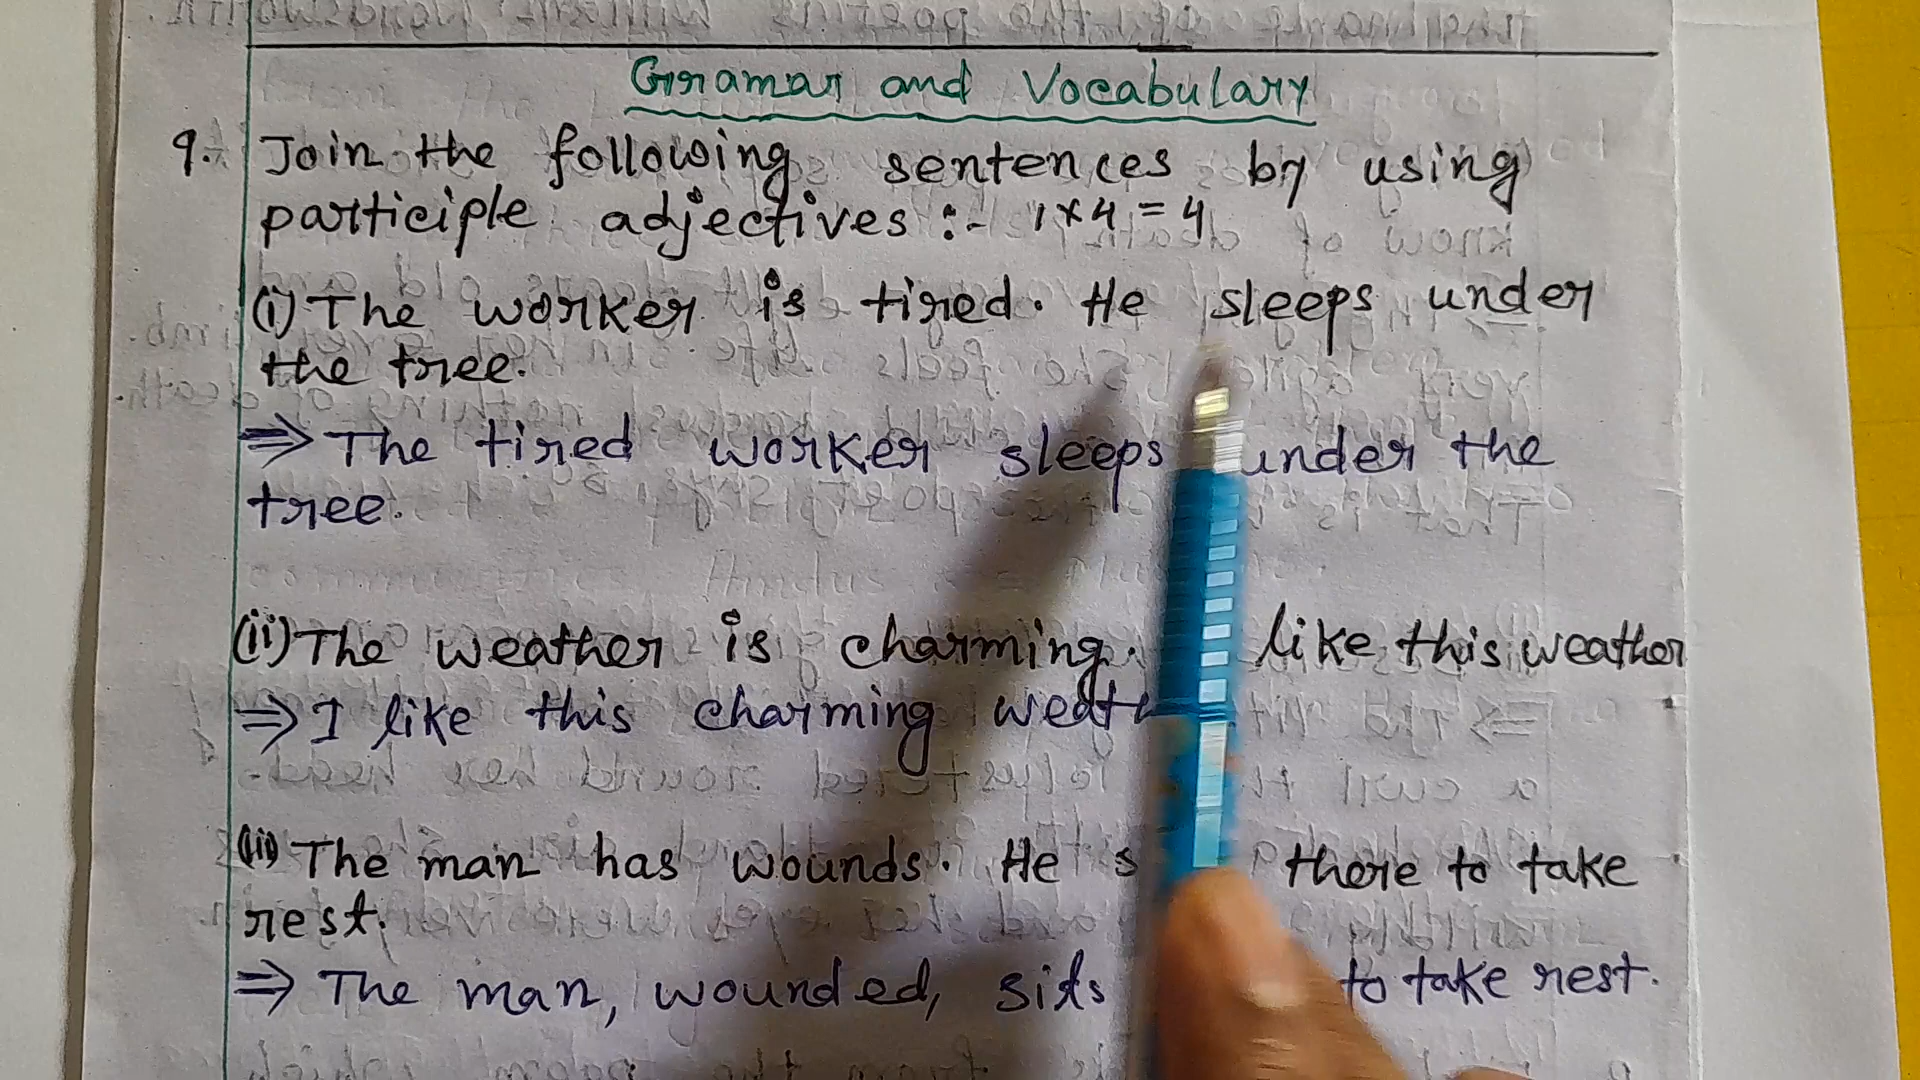 Gramar and Vocabulary
9. Join the following sentences by using
participle adjectives :- 1×4=4
(i) The worker is tired. He sleeps under
the tree.
⇒ The tired worker sleeps under the
tree.
(ii) The weather is charming. like this weather
⇒ I like this charming weath
(iii) The man has wounds. He s there to take
rest.
⇒ The man, wounded, sits to take rest.